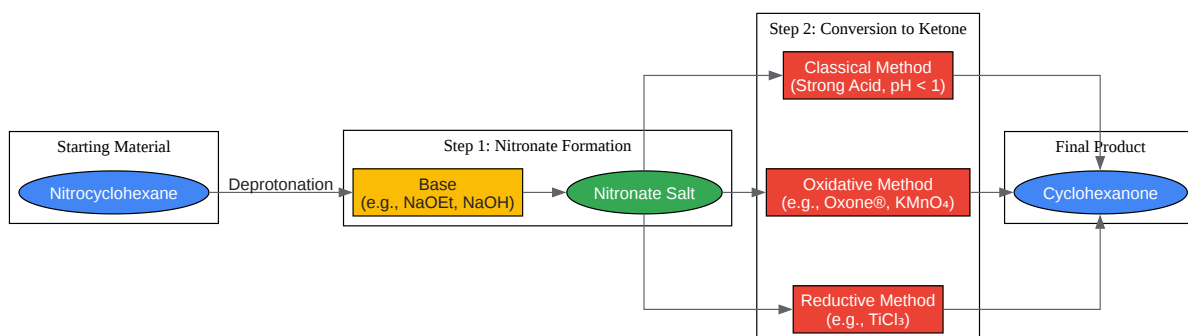 Starting Material
Nitrocyclohexane
Deprotonation
Step 1: Nitronate Formation
Base
(e.g., NaOEt, NaOH)
Nitronate Salt
Step 2: Conversion to Ketone
Classical Method
(Strong Acid, pH < 1)
Oxidative Method
(e.g., Oxone®, KMnO₄)
Reductive Method
(e.g., TiCl₃)
Final Product
Cyclohexanone